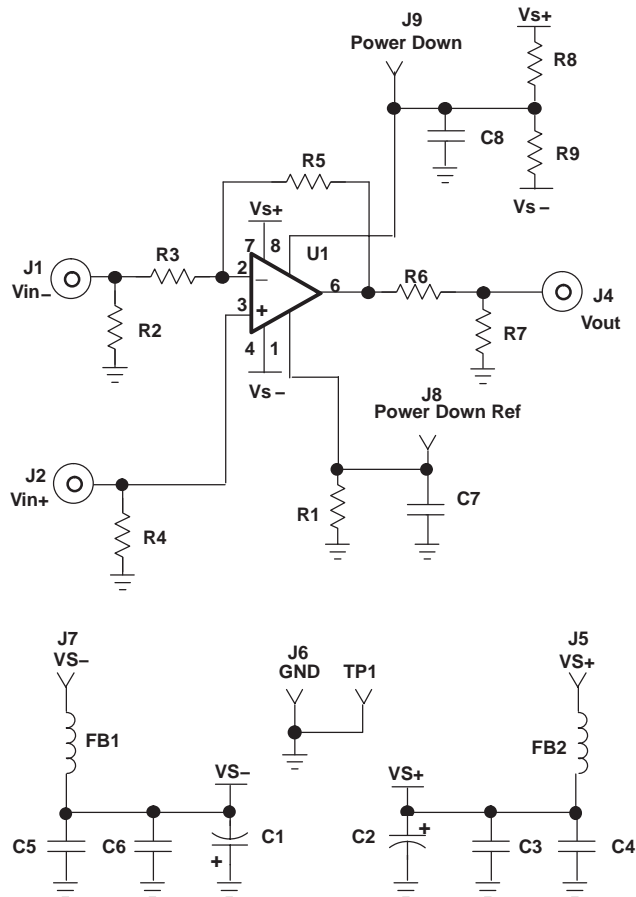 J9
Power Down
Vs+
R8
C8
R9
Vs –
R5
Vs+
7 8
U1
J1
Vin–
R3
2
–
6
R6
J4
Vout
3
+
R2
R7
4 1
Vs –
J8
Power Down Ref
J2
Vin+
R4
R1
C7
J7
VS–
J6
GND
TP1
J5
VS+
FB1
FB2
VS–
VS+
C5
C6
C1
+
C2
+
C3
C4